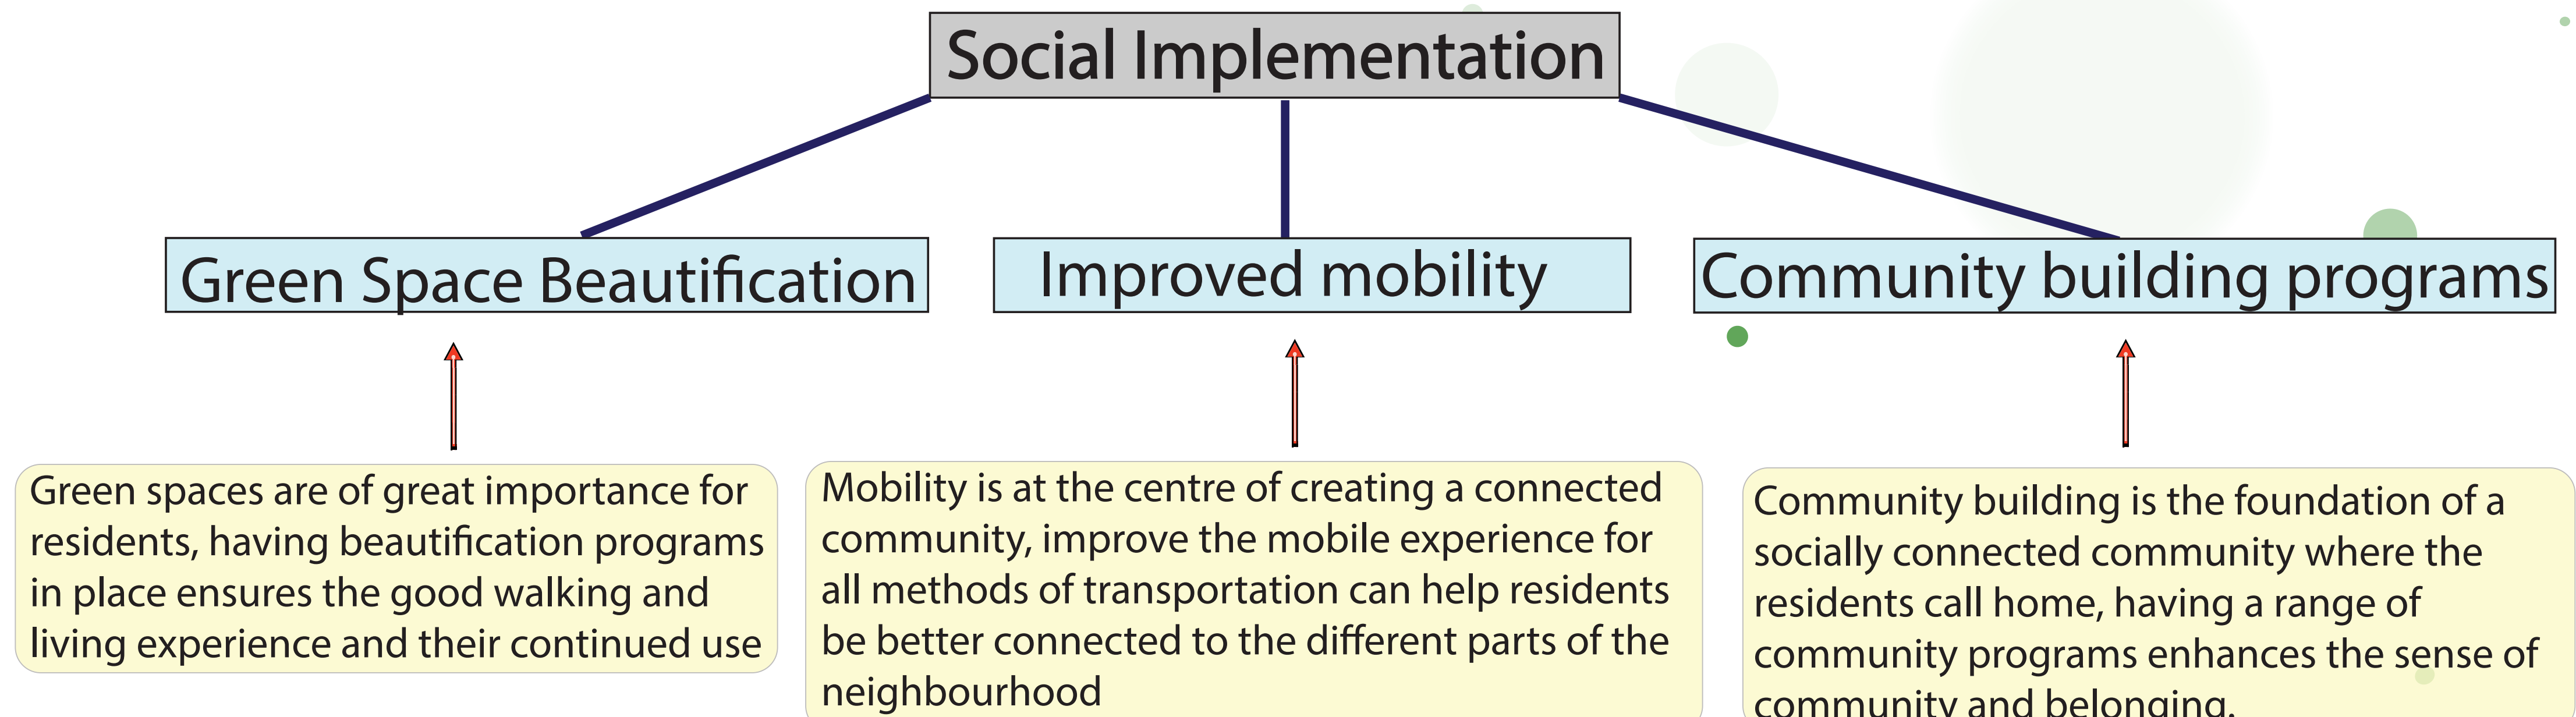 Social Implementation
Green Space Beautification
Improved mobility
Community building programs
Green spaces are of great importance for
residents, having beautification programs
in place ensures the good walking and
living experience and their continued use
Mobility is at the centre of creating a connected
community, improve the mobile experience for
all methods of transportation can help residents
be better connected to the different parts of the
neighbourhood
Community building is the foundation of a
socially connected community where the
residents call home, having a range of
community programs enhances the sense of
community and belonging.